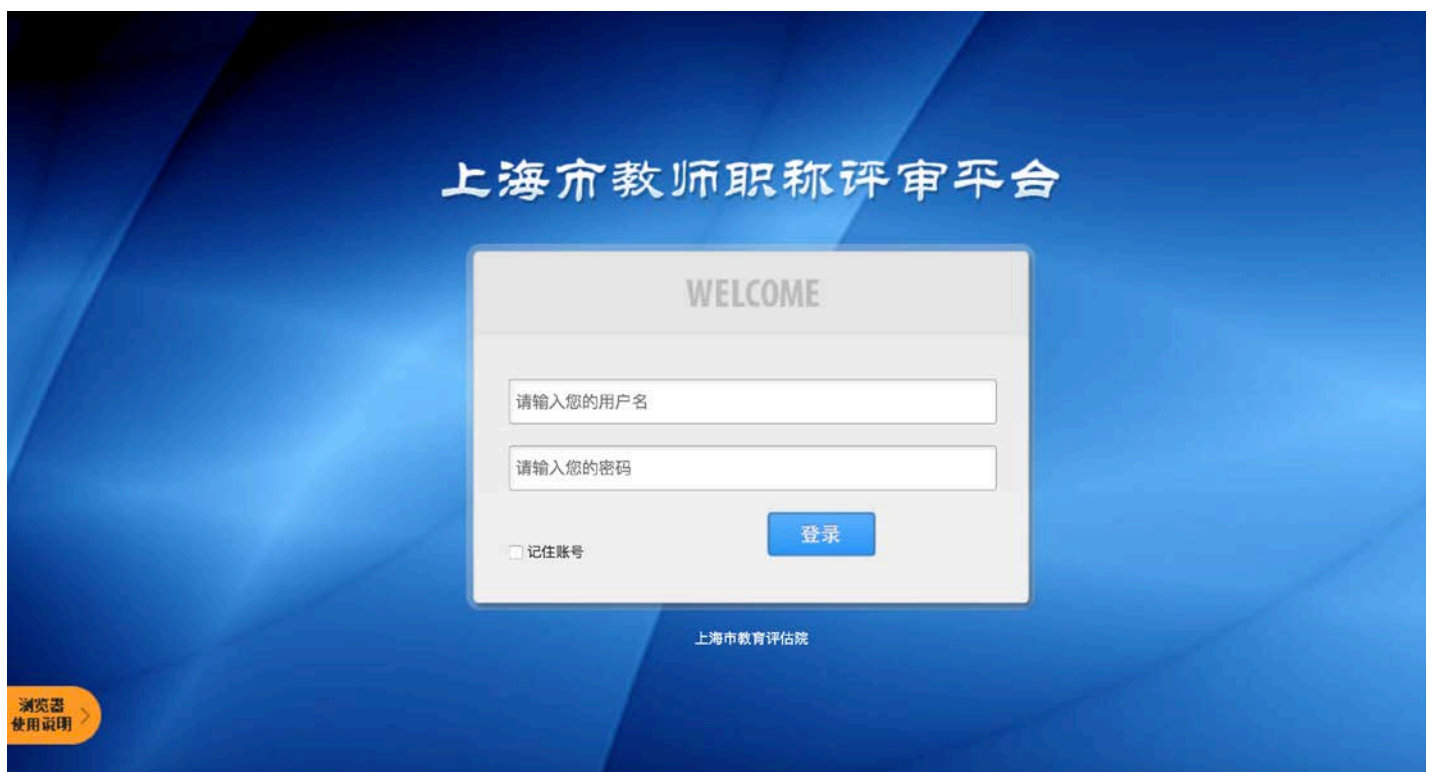 上海市教师职称评审平台
WELCOME
请输入您的用户名
请输入您的密码
登录
记住账号
上海市教育评估院
浏览器
使用说明